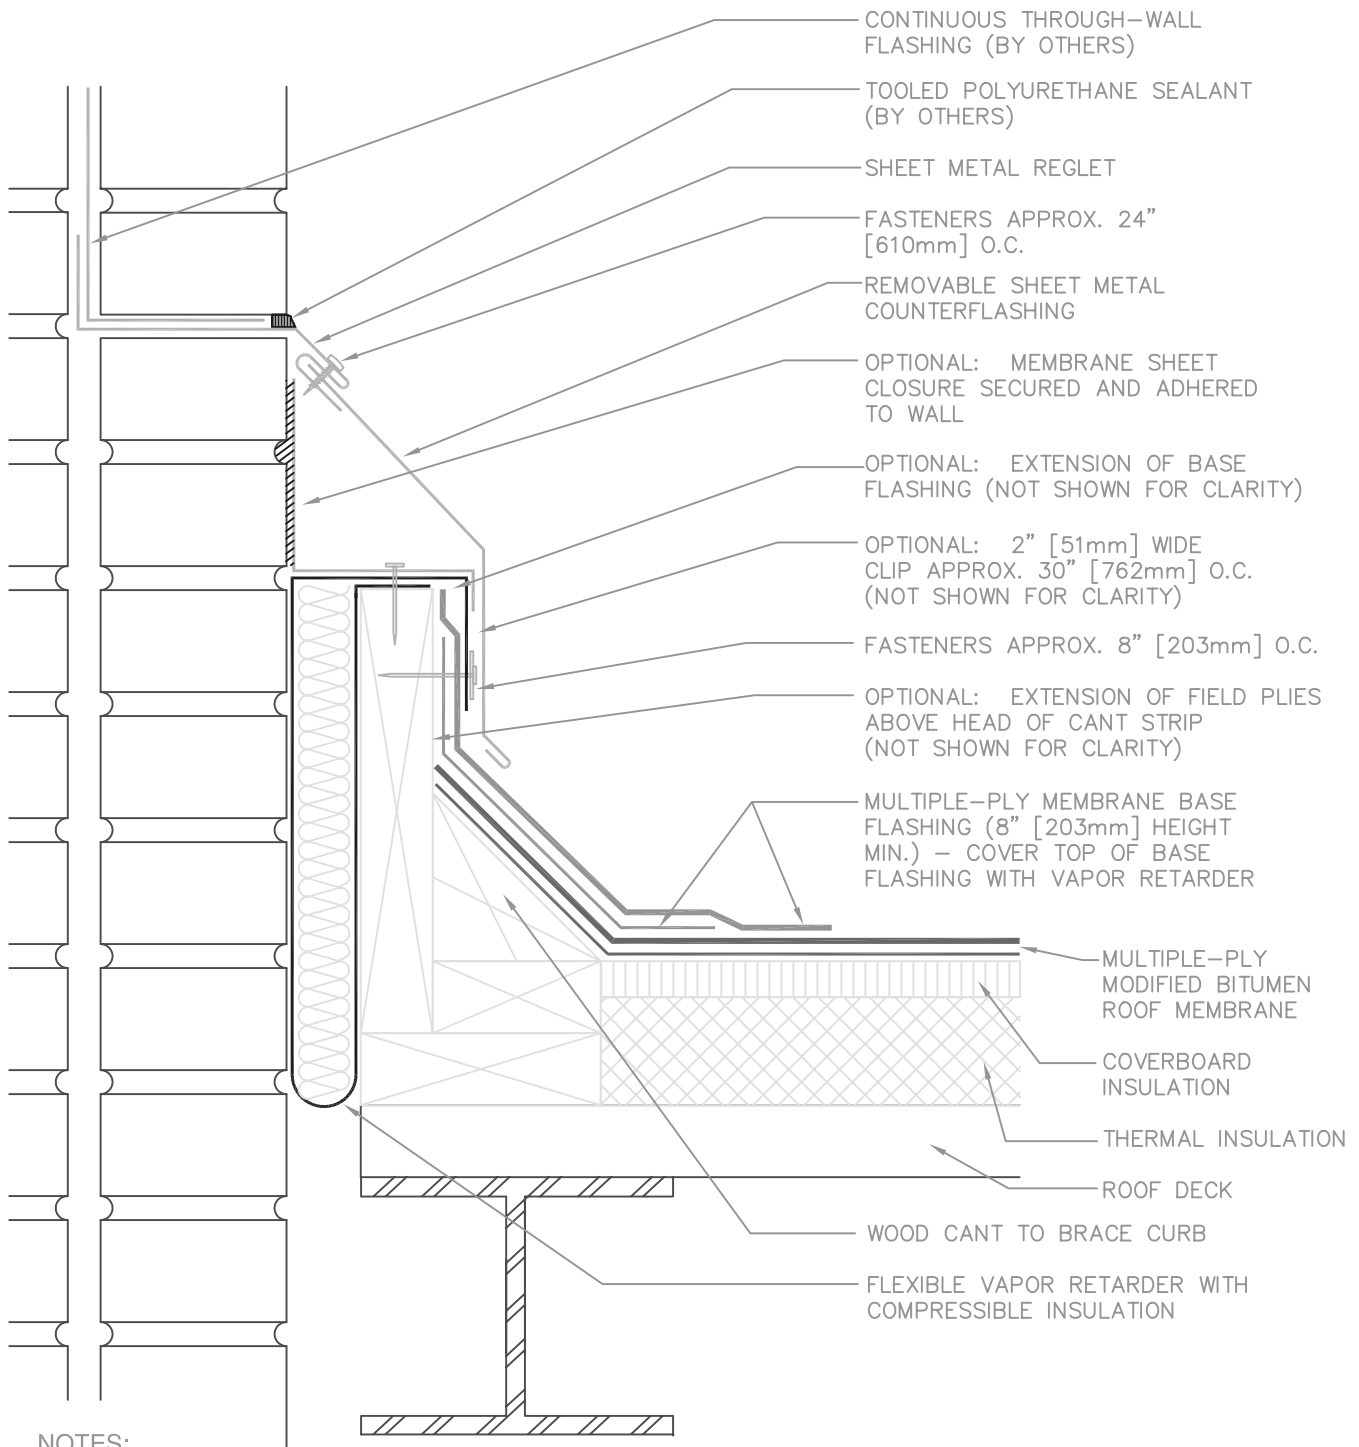 CONTINUOUS THROUGH-WALL
FLASHING (BY OTHERS)
TOOLED POLYURETHANE SEALANT
(BY OTHERS)
SHEET METAL REGLET
FASTENERS APPROX. 24”
[610mm] O.C.
REMOVABLE SHEET METAL
COUNTERFLASHING
OPTIONAL: MEMBRANE SHEET
CLOSURE SECURED AND ADHERED
TO WALL
OPTIONAL: EXTENSION OF BASE
FLASHING (NOT SHOWN FOR CLARITY)
OPTIONAL: 2” [51mm] WIDE
CLIP APPROX. 30” [762mm] O.C.
(NOT SHOWN FOR CLARITY)
FASTENERS APPROX. 8” [203mm] O.C.
OPTIONAL: EXTENSION OF FIELD PLIES
ABOVE HEAD OF CANT STRIP
(NOT SHOWN FOR CLARITY)
MULTIPLE-PLY MEMBRANE BASE
FLASHING (8” [203mm] HEIGHT
MIN.) – COVER TOP OF BASE
FLASHING WITH VAPOR RETARDER
MULTIPLE-PLY
MODIFIED BITUMEN
ROOF MEMBRANE
COVERBOARD
INSULATION
THERMAL INSULATION
ROOF DECK
WOOD CANT TO BRACE CURB
FLEXIBLE VAPOR RETARDER WITH
COMPRESSIBLE INSULATION
NOTES: